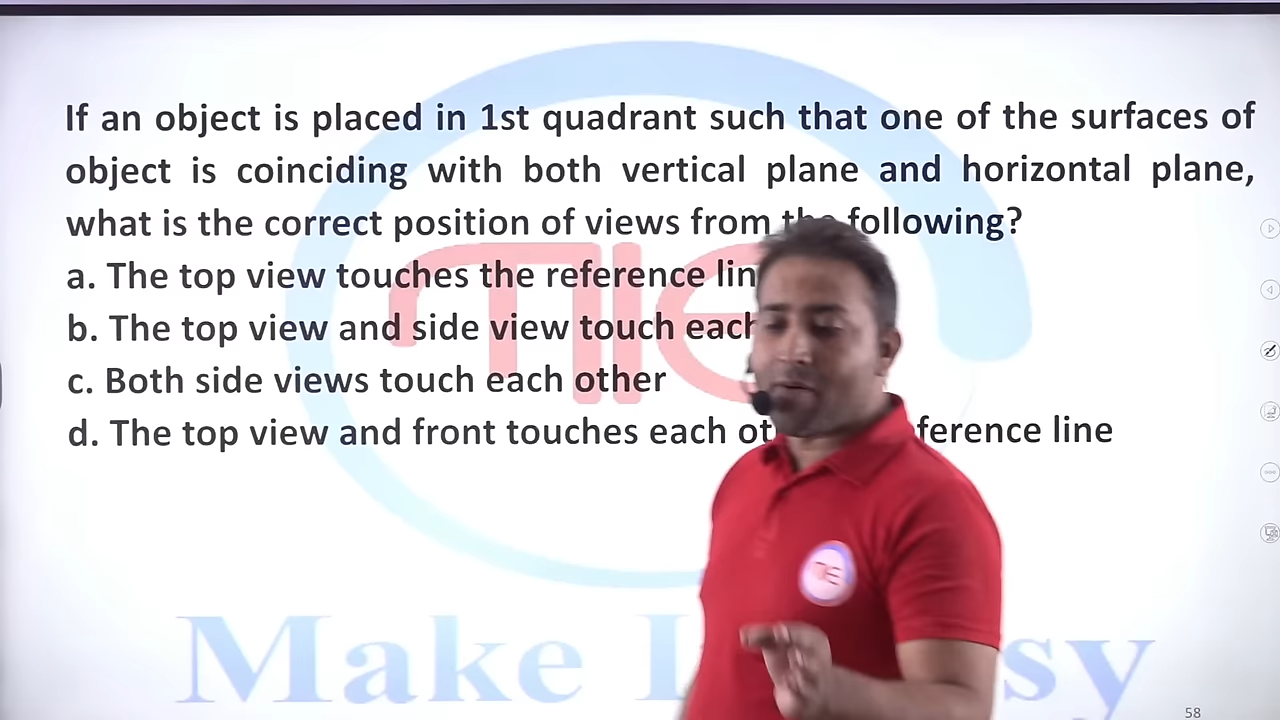 If an object is placed in 1st quadrant such that one of the surfaces of
object is coinciding with both vertical plane and horizontal plane,
what is the correct position of views from the following?
a. The top view touches the reference
b. The top view and side view touch each
c. Both side views touch each other
d. The top view and front touches each line
Make
58